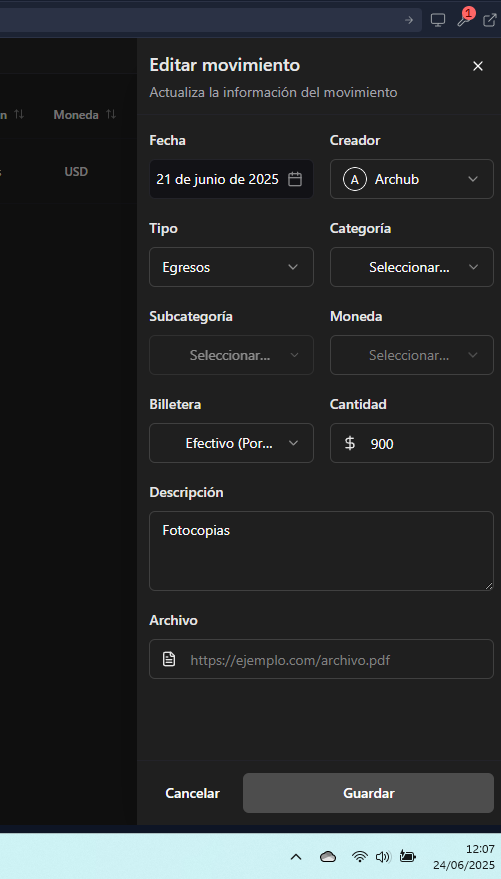 1
Editar movimiento
Actualiza la información del movimiento
n Moneda
USD
Fecha Creador
21 de junio de 2025 A Archub
Tipo Categoría
Egresos Seleccionar...
Subcategoría Moneda
Seleccionar... Seleccionar...
Billetera Cantidad
Efectivo (Por... $ 900
Descripción
Fotocopias
Archivo
https://ejemplo.com/archivo.pdf
Cancelar Guardar
12:07
24/06/2025